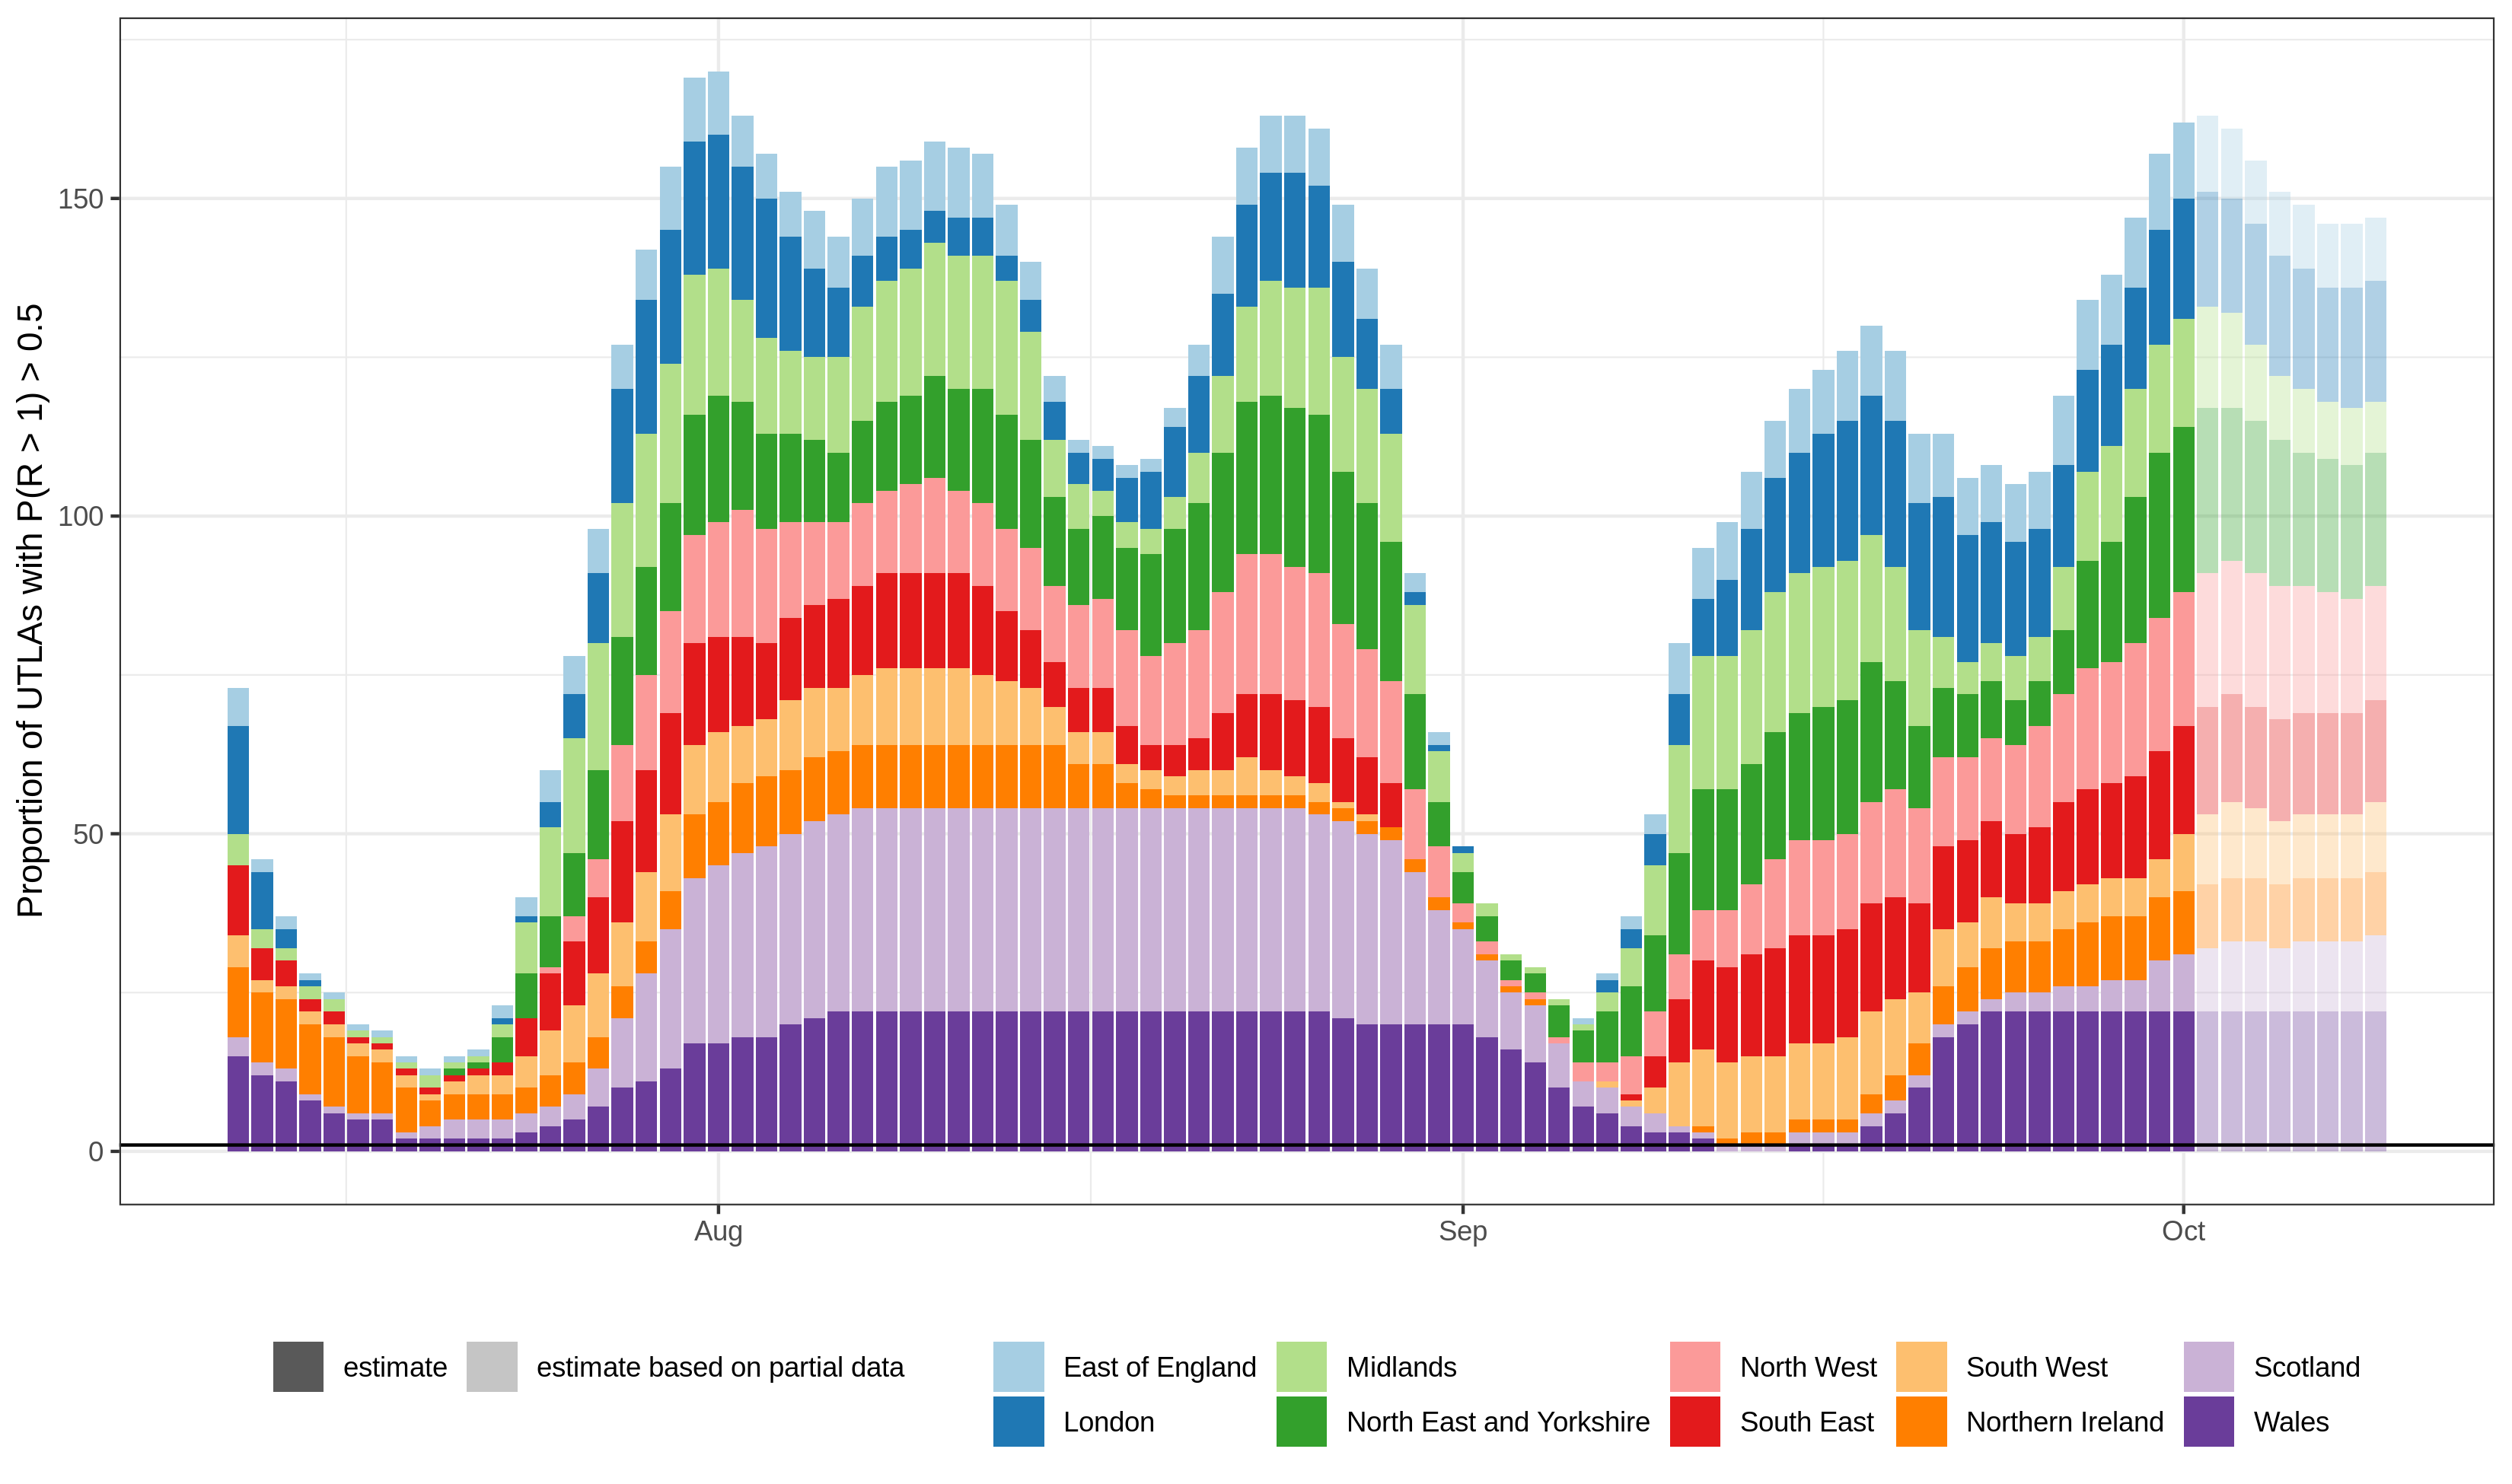 Proportion of UTLAs with P(R > 1) > 0.5
150
100
50
0
Aug Sep Oct
estimate estimate based on partial data East of England Midlands North West South West Scotland
London North East and Yorkshire South East Northern Ireland Wales